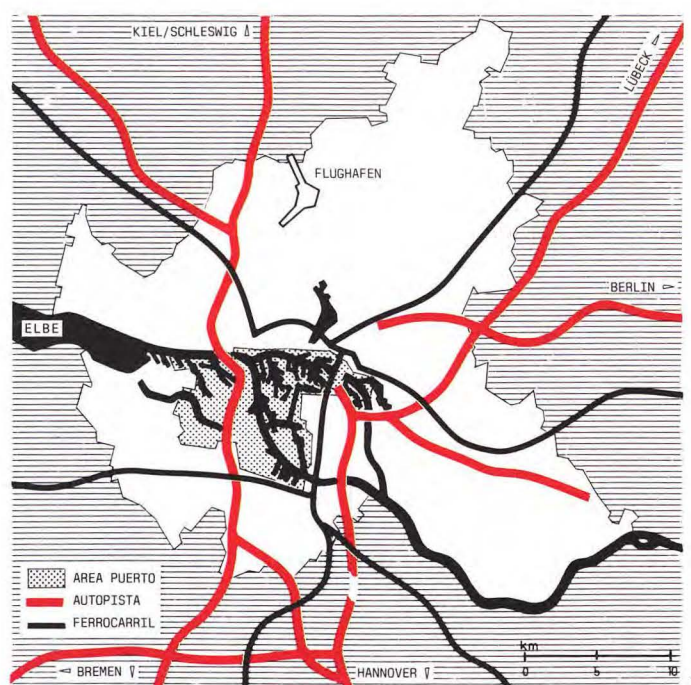 KIEL/SCHLESWIG
LÜBECK
FLUGHAFEN
BERLIN
ELBE
AREA PUERTO
AUTOPISTA
FERROCARRIL
BREMEN
HANNOVER
km
0 5 10